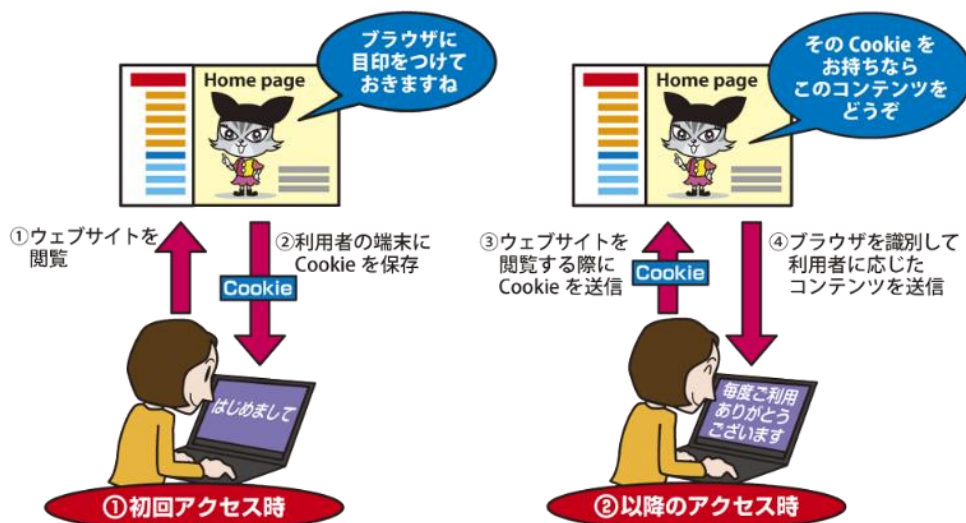 ブラウザに
目印をつけて
おきますね
Home page
①ウェブサイトを
閲覧
②利用者の端末に
Cookie を保存
Cookie
はじめまして
①初回アクセス時
その Cookie を
お持ちなら
このコンテンツを
どうぞ
Home page
③ウェブサイトを
閲覧する際に
Cookie を送信
Cookie
④ブラウザを識別して
利用者に応じた
コンテンツを送信
毎度ご利用
ありがとう
ございます
②以降のアクセス時